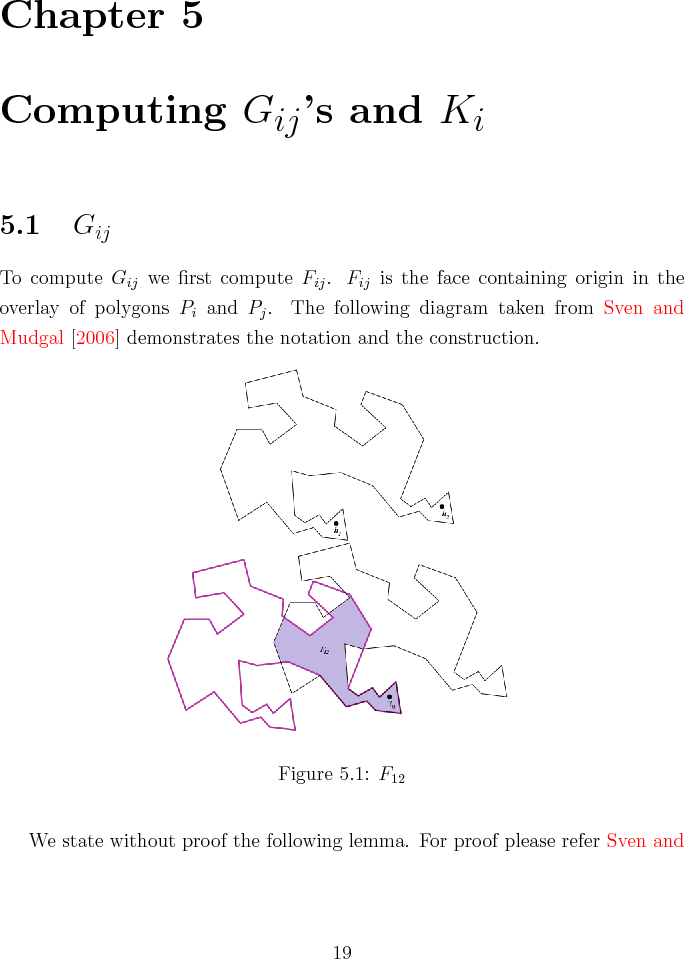 Chapter 5
Computing G_{ij}'s and K_i
5.1 G_{ij}
To compute G_{ij} we first compute F_{ij}. F_{ij} is the face containing origin in the
overlay of polygons P_i and P_j. The following diagram taken from Sven and
Mudgal [2006] demonstrates the notation and the construction.
F_{12}
Figure 5.1: F_{12}
We state without proof the following lemma. For proof please refer Sven and
19